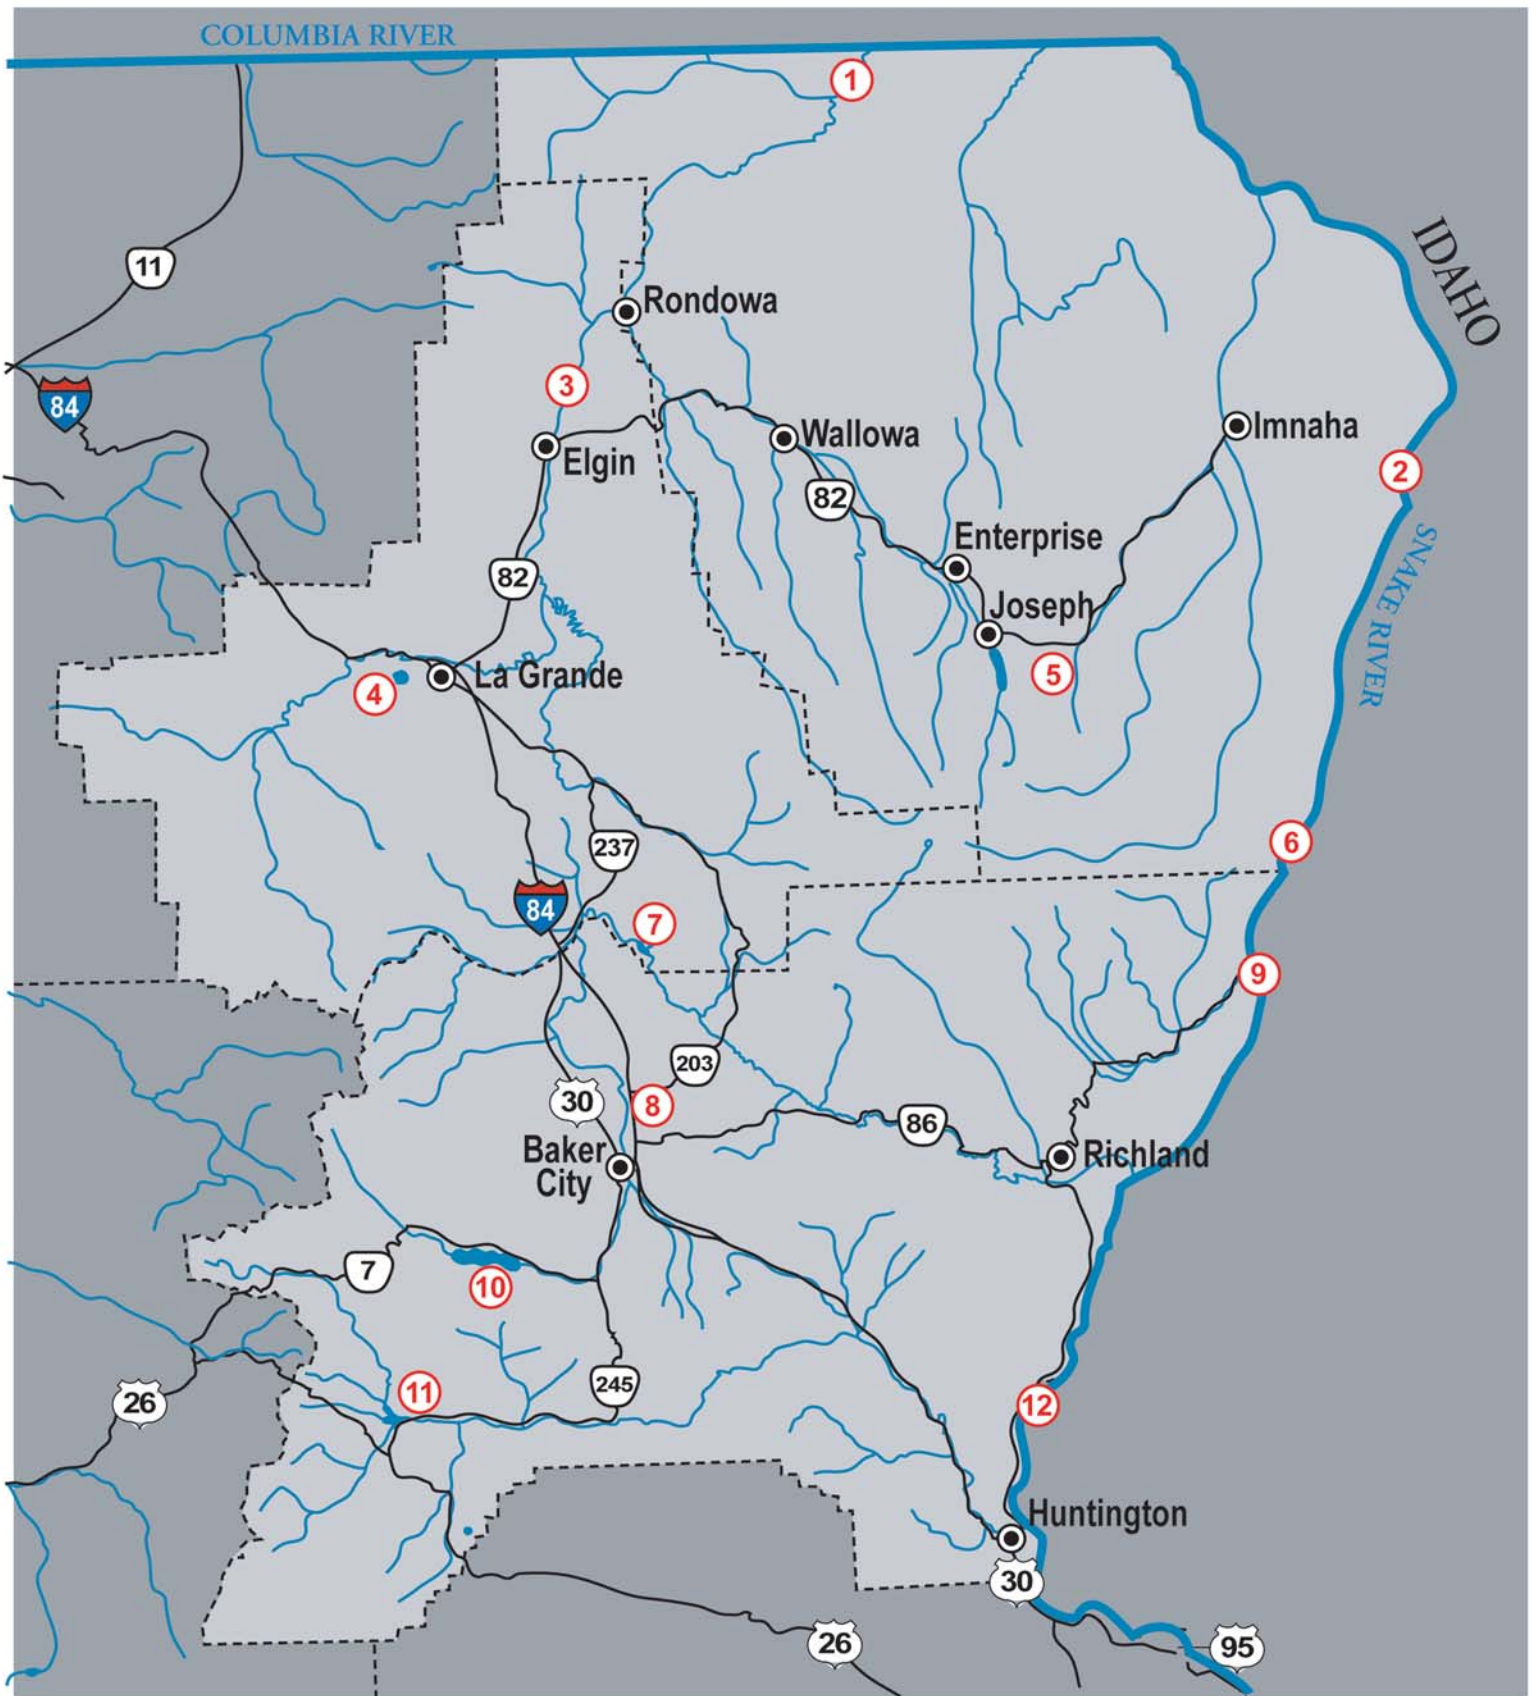 COLUMBIA RIVER
1
11
IDAHO
Rondowa
3
84
Wallowa
Imnaha
Elgin
2
82
Enterprise
SNAKE RIVER
82
Joseph
La Grande
5
4
6
237
84
7
9
203
30
8
86
Baker
City
Richland
7
10
245
11
26
12
Huntington
30
26
95